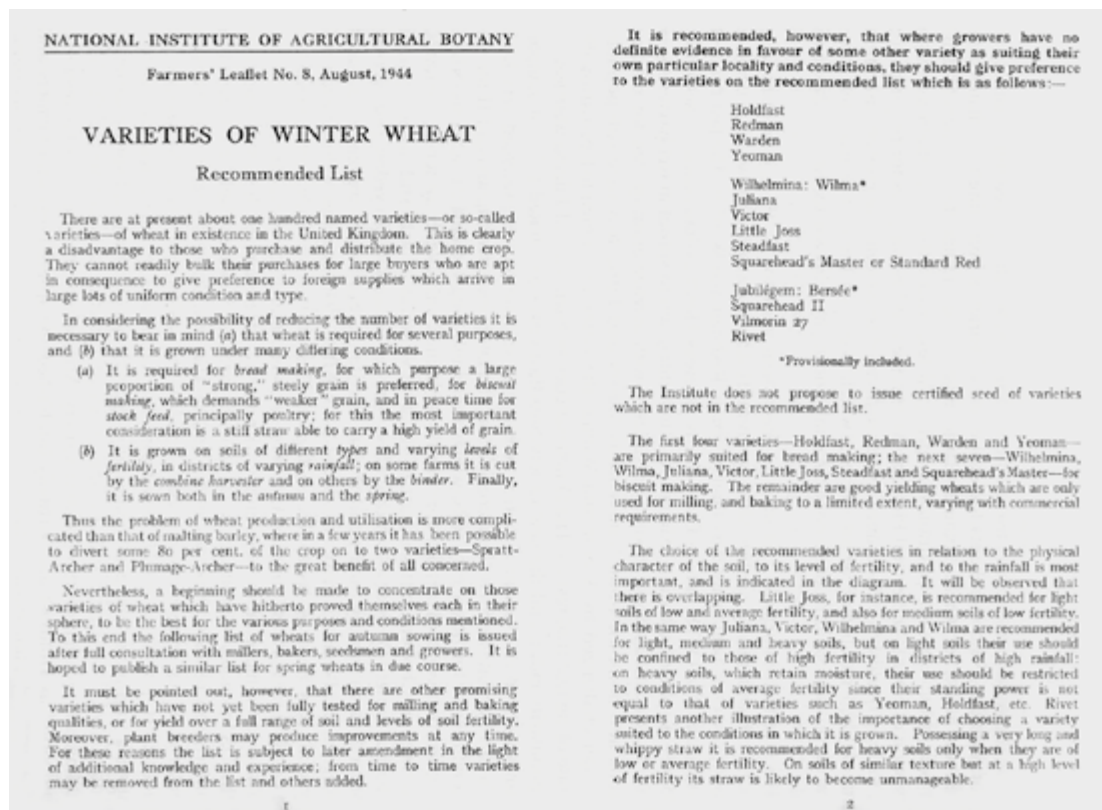 NATIONAL INSTITUTE OF AGRICULTURAL BOTANY
Farmers' Leaflet No. 8, August, 1944
VARIETIES OF WINTER WHEAT
Recommended List
There are at present about one hundred named varieties—or so-called
varieties—of wheat in existence in the United Kingdom. This is clearly
a disadvantage to those who purchase and distribute the home crop.
They cannot readily bulk their purchases for large buyers who are apt
in consequence to give preference to foreign supplies which arrive in
large lots of uniform condition and type.
In considering the possibility of reducing the number of varieties it is
necessary to bear in mind (a) that wheat is required for several purposes,
and (b) that it is grown under many differing conditions.
(a) It is required for bread making, for which purpose a large
proportion of "strong," steely grain is preferred, for biscuit
making, which demands "weaker" grain, and in peace time for
stock feed, principally poultry; for this the most important
consideration is a stiff straw able to carry a high yield of grain.
(b) It is grown on soils of different types and varying levels of
fertility, in districts of varying rainfall; on some farms it is cut
by the combine harvester and on others by the binder. Finally,
it is sown both in the autumn and the spring.
Thus the problem of wheat production and utilisation is more compli-
cated than that of malting barley, where in a few years it has been possible
to divert some 80 per cent. of the crop on to two varieties—Spratt-
Archer and Plumage-Archer—to the great benefit of all concerned.
Nevertheless, a beginning should be made to concentrate on those
varieties of wheat which have hitherto proved themselves each in their
sphere, to be the best for the various purposes and conditions mentioned.
To this end the following list of wheats for autumn sowing is issued
after full consultation with millers, bakers, seedsmen and growers. It is
hoped to publish a similar list for spring wheats in due course.
It must be pointed out, however, that there are other promising
varieties which have not yet been fully tested for milling and baking
qualities, or for yield over a full range of soil and levels of soil fertility.
Moreover, plant breeders may produce improvements at any time.
For these reasons the list is subject to later amendment in the light
of additional knowledge and experience; from time to time varieties
may be removed from the list and others added.
1
It is recommended, however, that where growers have no
definite evidence in favour of some other variety as suiting their
own particular locality and conditions, they should give preference
to the varieties on the recommended list which is as follows:—
Holdfast
Redman
Warden
Yeoman
Wilhelmina: Wilma*
Juliana
Victor
Little Joss
Steadfast
Squarehead's Master or Standard Red
Jubilégem: Bersée*
Squarehead II
Vilmorin 27
Rivet
*Provisionally included.
The Institute does not propose to issue certified seed of varieties
which are not in the recommended list.
The first four varieties—Holdfast, Redman, Warden and Yeoman—
are primarily suited for bread making; the next seven—Wilhelmina,
Wilma, Juliana, Victor, Little Joss, Steadfast and Squarehead's Master—for
biscuit making. The remainder are good yielding wheats which are only
used for milling, and baking to a limited extent, varying with commercial
requirements.
The choice of the recommended varieties in relation to the physical
character of the soil, to its level of fertility, and to the rainfall is most
important, and is indicated in the diagram. It will be observed that
there is overlapping. Little Joss, for instance, is recommended for light
soils of low and average fertility, and also for medium soils of low fertility.
In the same way Juliana, Victor, Wilhelmina and Wilma are recommended
for light, medium and heavy soils, but on light soils their use should
be confined to those of high fertility in districts of high rainfall:
on heavy soils, which retain moisture, their use should be restricted
to conditions of average fertility since their standing power is not
equal to that of varieties such as Yeoman, Holdfast, etc. Rivet
presents another illustration of the importance of choosing a variety
suited to the conditions in which it is grown. Possessing a very long and
whippy straw it is recommended for heavy soils only when they are of
low or average fertility. On soils of similar texture but at a high level
of fertility its straw is likely to become unmanageable.
2